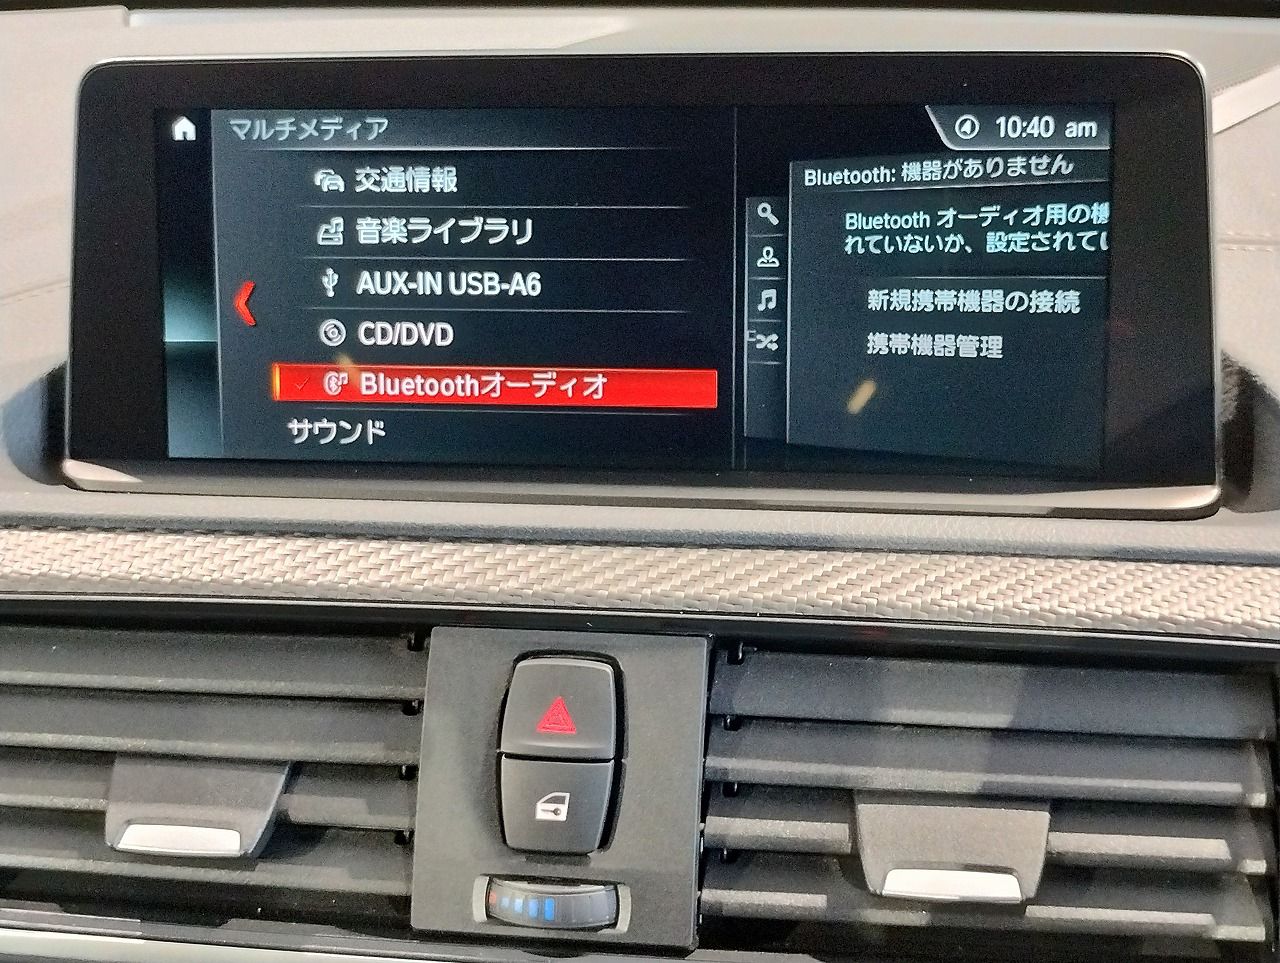 マルチメディア
10:40 am
交通情報
音楽ライブラリ
AUX-IN USB-A6
CD/DVD
Bluetoothオーディオ
サウンド
Bluetooth: 機器がありません
Bluetooth オーディオ用の機
れていないか、設定されてい
新規携帯機器の接続
携帯機器管理